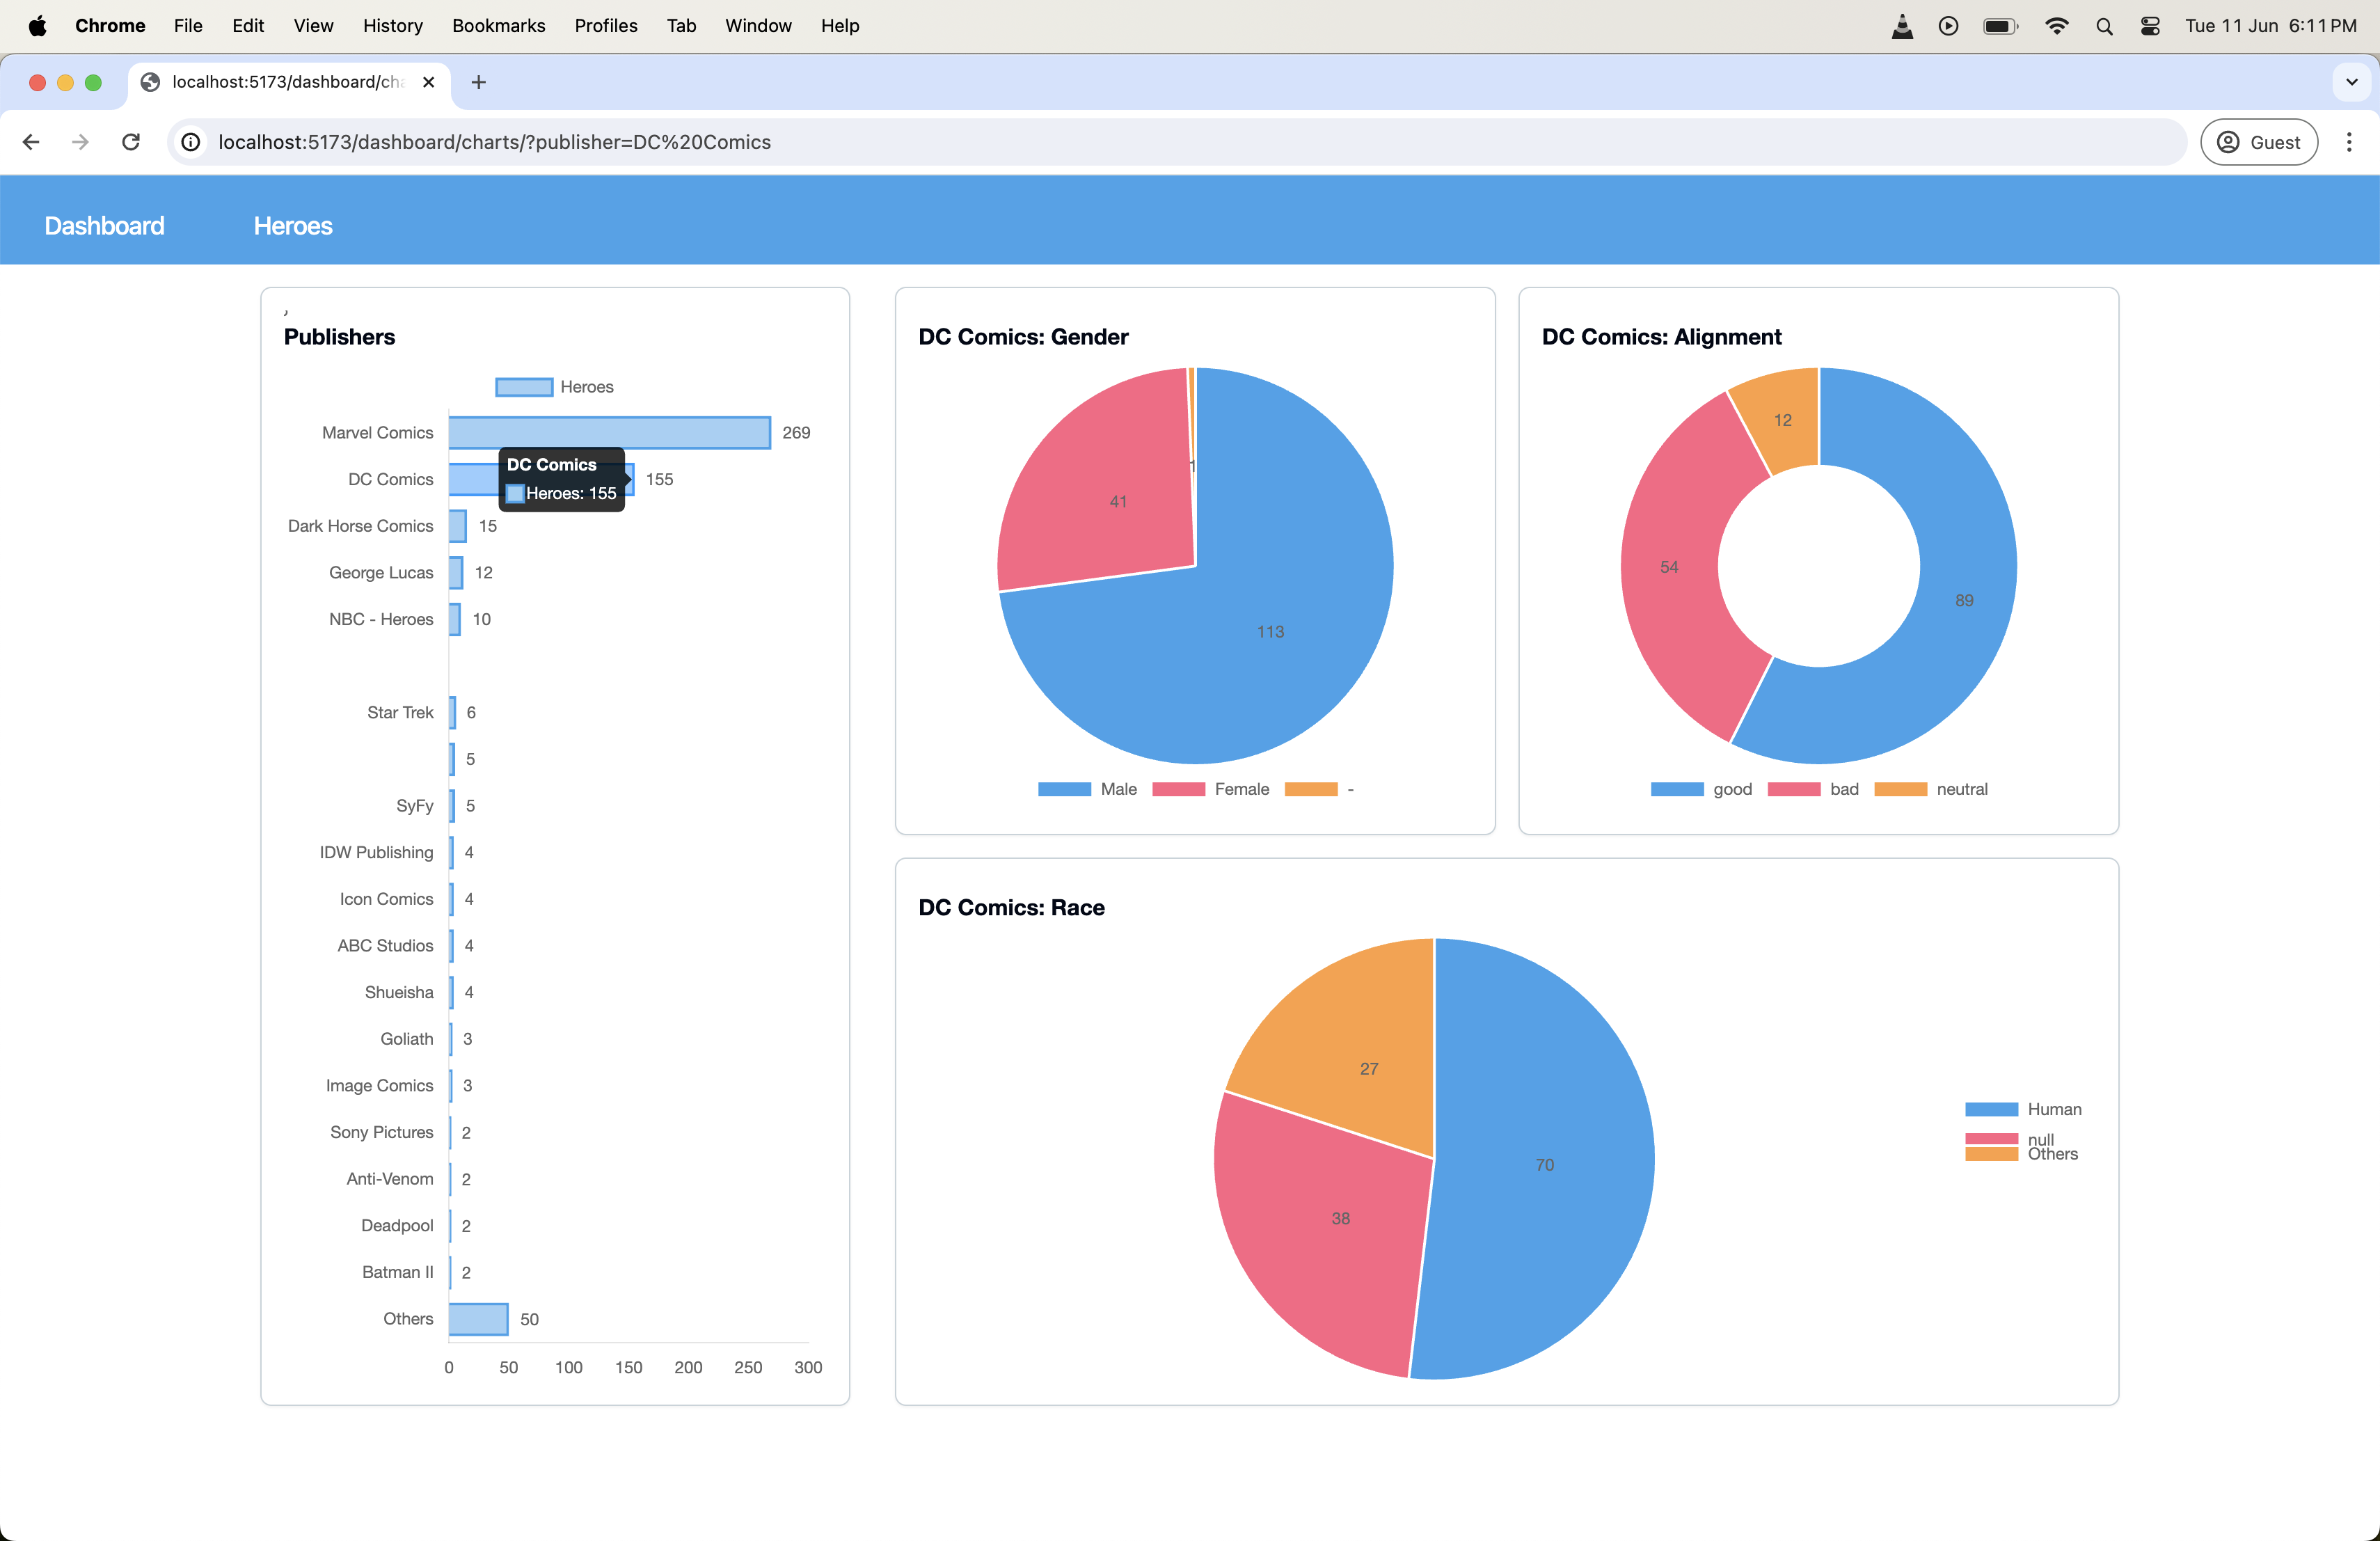 Chrome File Edit View History Bookmarks Profiles Tab Window Help Tue 11 Jun 6:11 PM
localhost:5173/dashboard/cha
localhost:5173/dashboard/charts/?publisher=DC%20Comics Guest
Dashboard Heroes
,
Publishers
Heroes
Marvel Comics 269
DC Comics 155
DC Comics
Heroes: 155
Dark Horse Comics 15
George Lucas 12
NBC - Heroes 10
Star Trek 6
5
SyFy 5
IDW Publishing 4
Icon Comics 4
ABC Studios 4
Shueisha 4
Goliath 3
Image Comics 3
Sony Pictures 2
Anti-Venom 2
Deadpool 2
Batman II 2
Others 50
0 50 100 150 200 250 300
DC Comics: Gender
1
41
113
Male Female -
DC Comics: Alignment
12
54
89
good bad neutral
DC Comics: Race
27
70
38
Human
null
Others